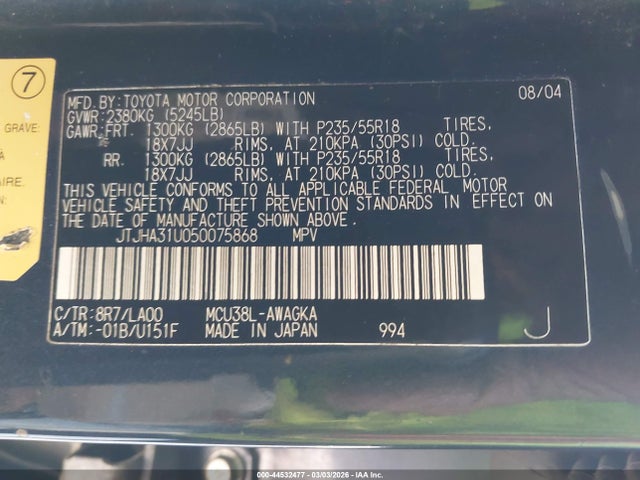 7
GRAVE:
AIRE.
MFD.BY:TOYOTA MOTOR CORPORATION 08/04
GVWR:2380KG (5245LB)
GAWR:FRT. 1300KG (2865LB) WITH P235/55R18 TIRES,
18X7JJ RIMS, AT 210KPA (30PSI) COLD.
RR. 1300KG (2865LB) WITH P235/55R18 TIRES,
18X7JJ RIMS, AT 210KPA (30PSI) COLD.
THIS VEHICLE CONFORMS TO ALL APPLICABLE FEDERAL MOTOR
VEHICLE SAFETY AND THEFT PREVENTION STANDARDS IN EFFECT ON
THE DATE OF MANUFACTURE SHOWN ABOVE.
JTJHA31U050075868 MPV
C/TR:8R7/LA00 MCU38L-AWAGKA
A/TM:-01B/U151F MADE IN JAPAN 994 J
000-44532477 - 03/03/2026 - IAA Inc.